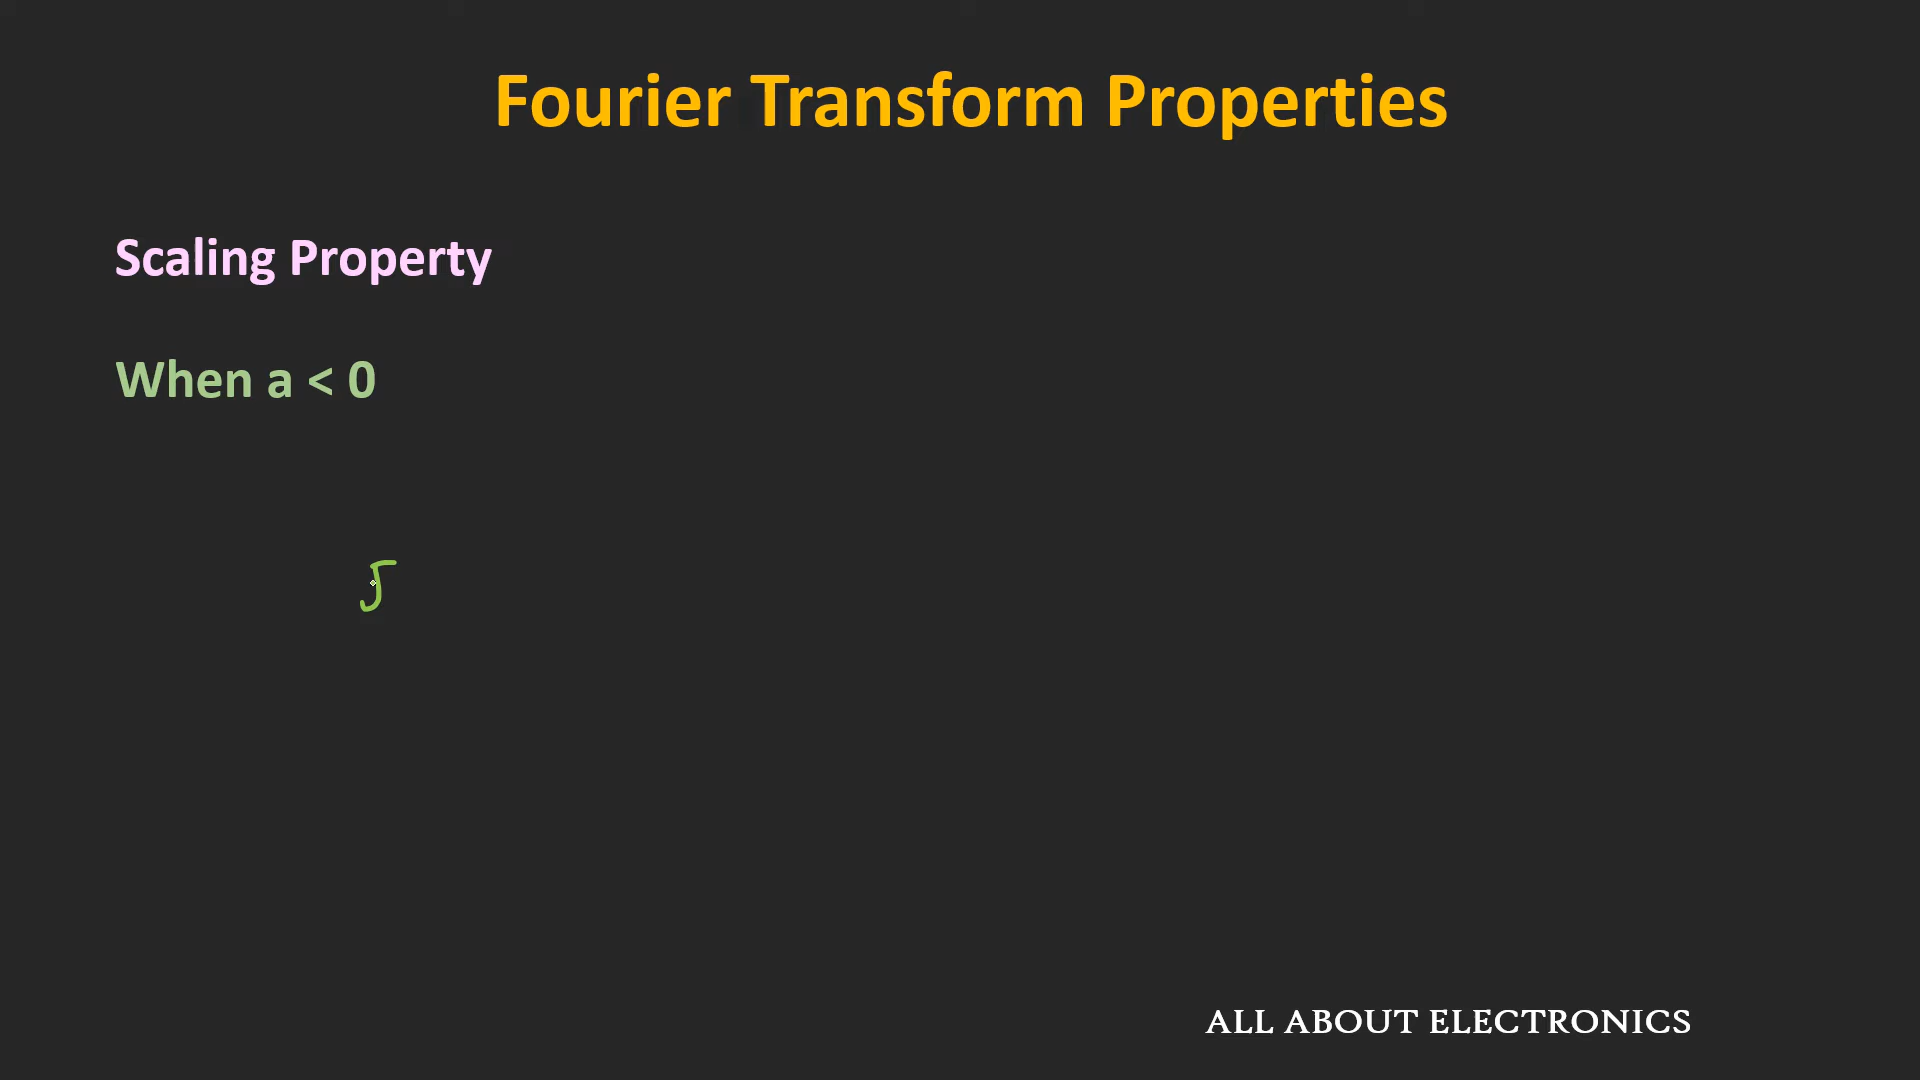 Fourier Transform Properties
Scaling Property
When a < 0
ALL ABOUT ELECTRONICS